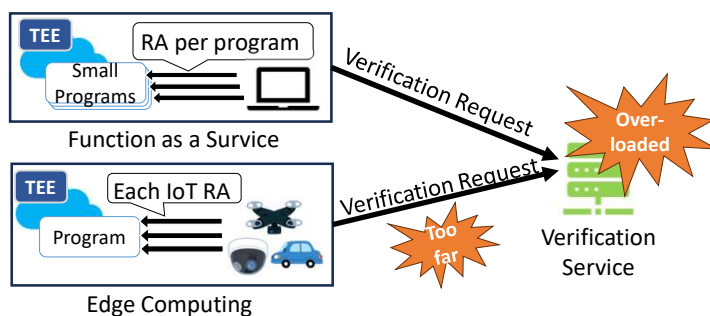 TEE
RA per program
Small
Programs
Function as a Survice
Verification Request
Over-
loaded
TEE
Each IoT RA
Program
Edge Computing
Verification Request
Too
far
Verification
Service